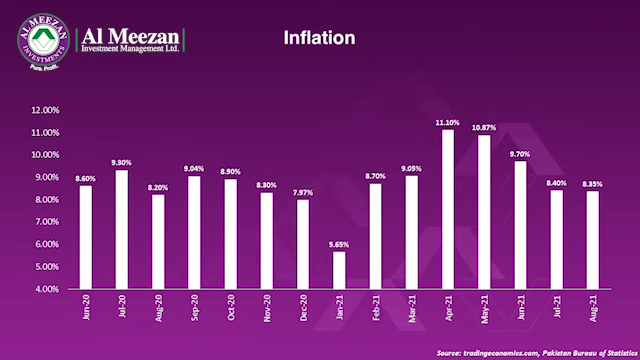 Inflation
AL MEEZAN
INVESTMENTS
Pure. Profit.
Al Meezan
Investment Management Ltd.
12.00%
11.00%
10.00%
9.00%
8.00%
7.00%
6.00%
5.00%
4.00%
8.60%
9.30%
8.20%
9.04%
8.90%
8.30%
7.97%
5.65%
8.70%
9.05%
11.10%
10.87%
9.70%
8.40%
8.35%
Jun-20
Jul-20
Aug-20
Sep-20
Oct-20
Nov-20
Dec-20
Jan-21
Feb-21
Mar-21
Apr-21
May-21
Jun-21
Jul-21
Aug-21
Source: tradingeconomics.com, Pakistan Bureau of Statistics